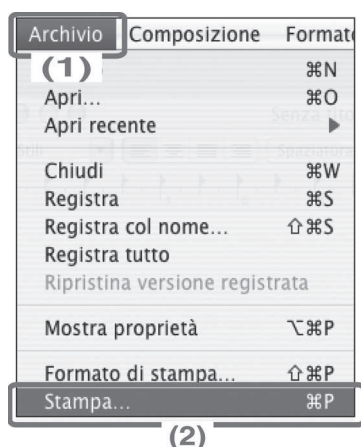 Archivio Composizione Format
(1) ⌘N
Apri... ⌘O
Apri recente ▶
Chiudi ⌘W
Registra ⌘S
Registra col nome... ⇧⌘S
Registra tutto
Ripristina versione registrata
Mostra proprietà ⌥⌘P
Formato di stampa... ⇧⌘P
Stampa... ⌘P
(2)